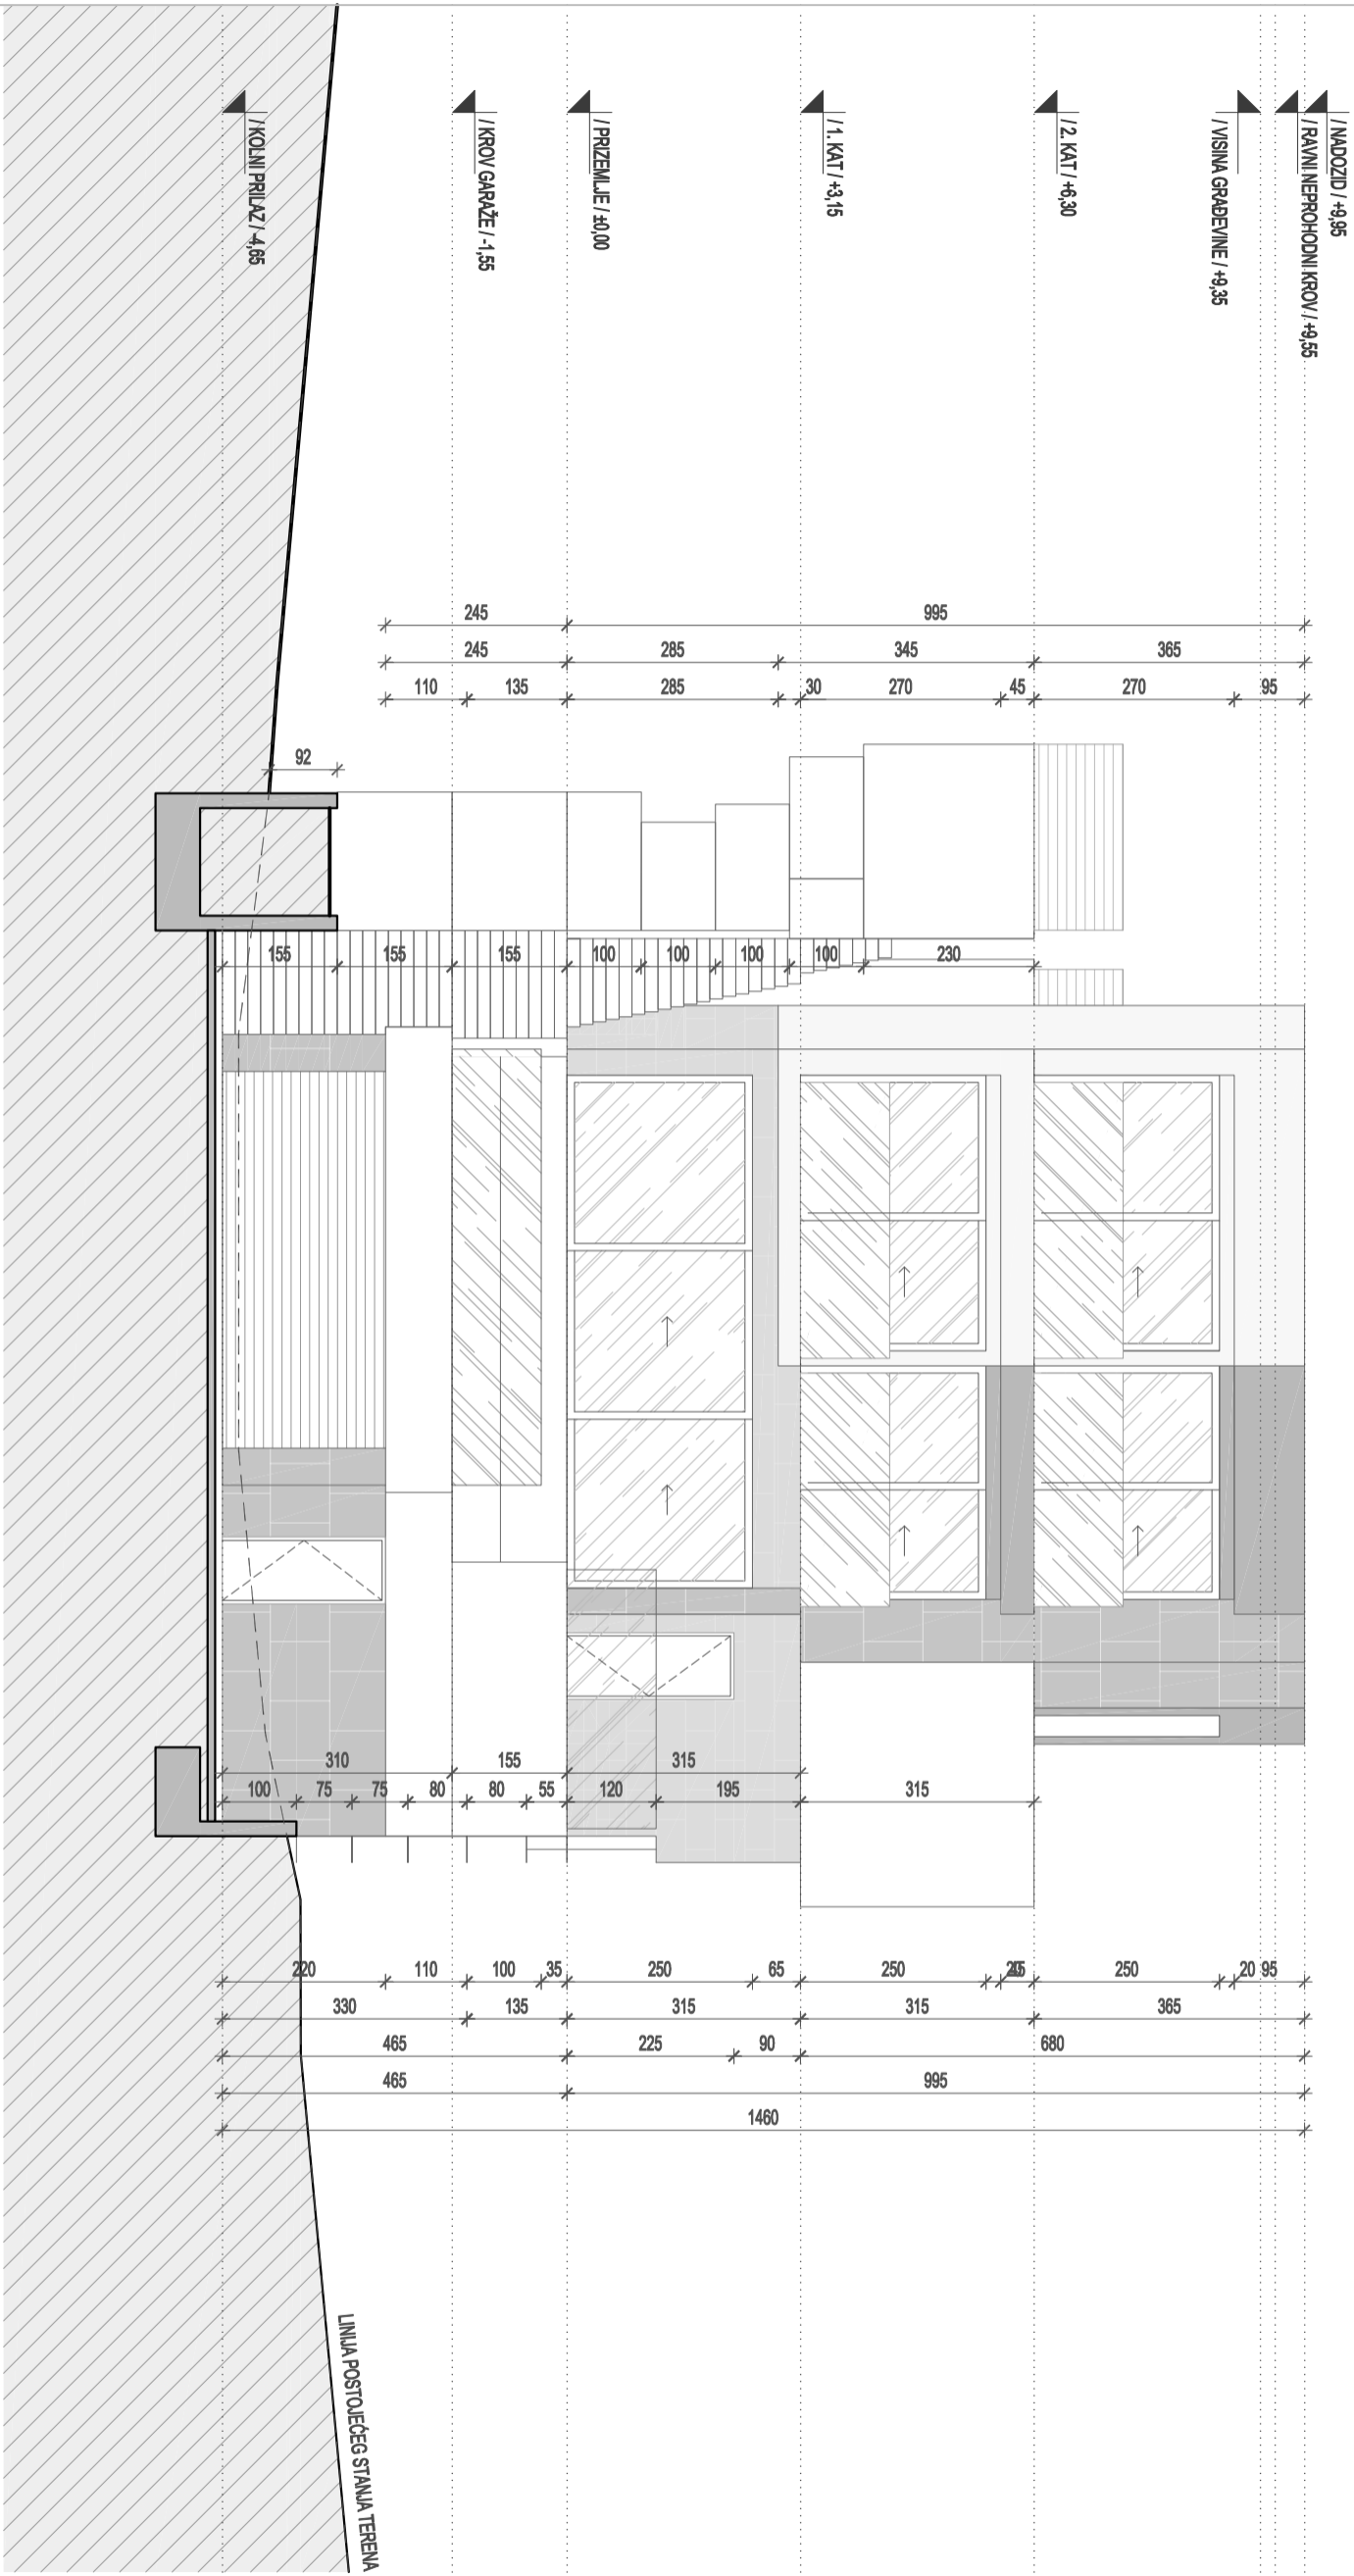 / NADOZID / +9,95
/ RAVNI NEPROHODNI KROV / +9,55
/ VISINA GRAĐEVINE / +9,35
/ 2. KAT / +6,30
/ 1. KAT / +3,15
/ PRIZEMLJE / ±0,00
/ KROV GARAŽE / -1,55
/ KOLNI PRILAZ / -4,65
245 995
245 285 345 365
110 135 285 30 270 45 270 95
92
155 155 155 100 100 100 100 230
310 155 315
100 75 75 80 80 55 120 195 315
220 110 100 35 250 65 250 20 45 250 20 95
330 135 315 315 365
465 225 90 680
465 995
1460
LINIJA POSTOJEĆEG STANJA TERENA